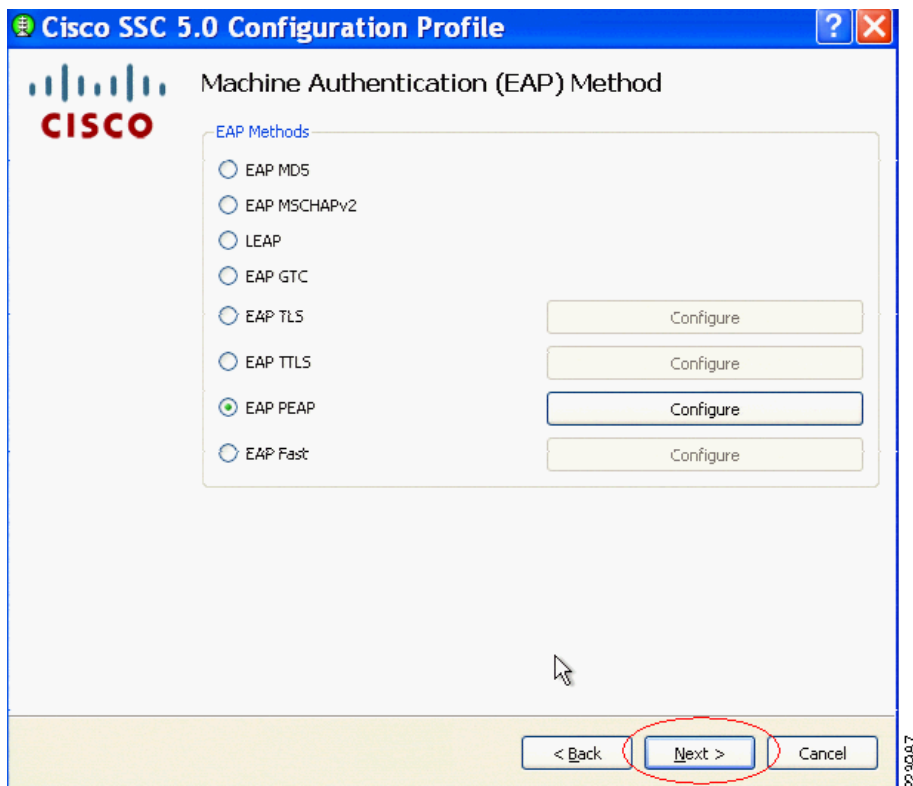 Cisco SSC 5.0 Configuration Profile
?
CISCO
Machine Authentication (EAP) Method
EAP Methods
EAP MD5
EAP MSCHAPv2
LEAP
EAP GTC
EAP TLS Configure
EAP TTLS Configure
EAP PEAP Configure
EAP Fast Configure
< Back Next > Cancel